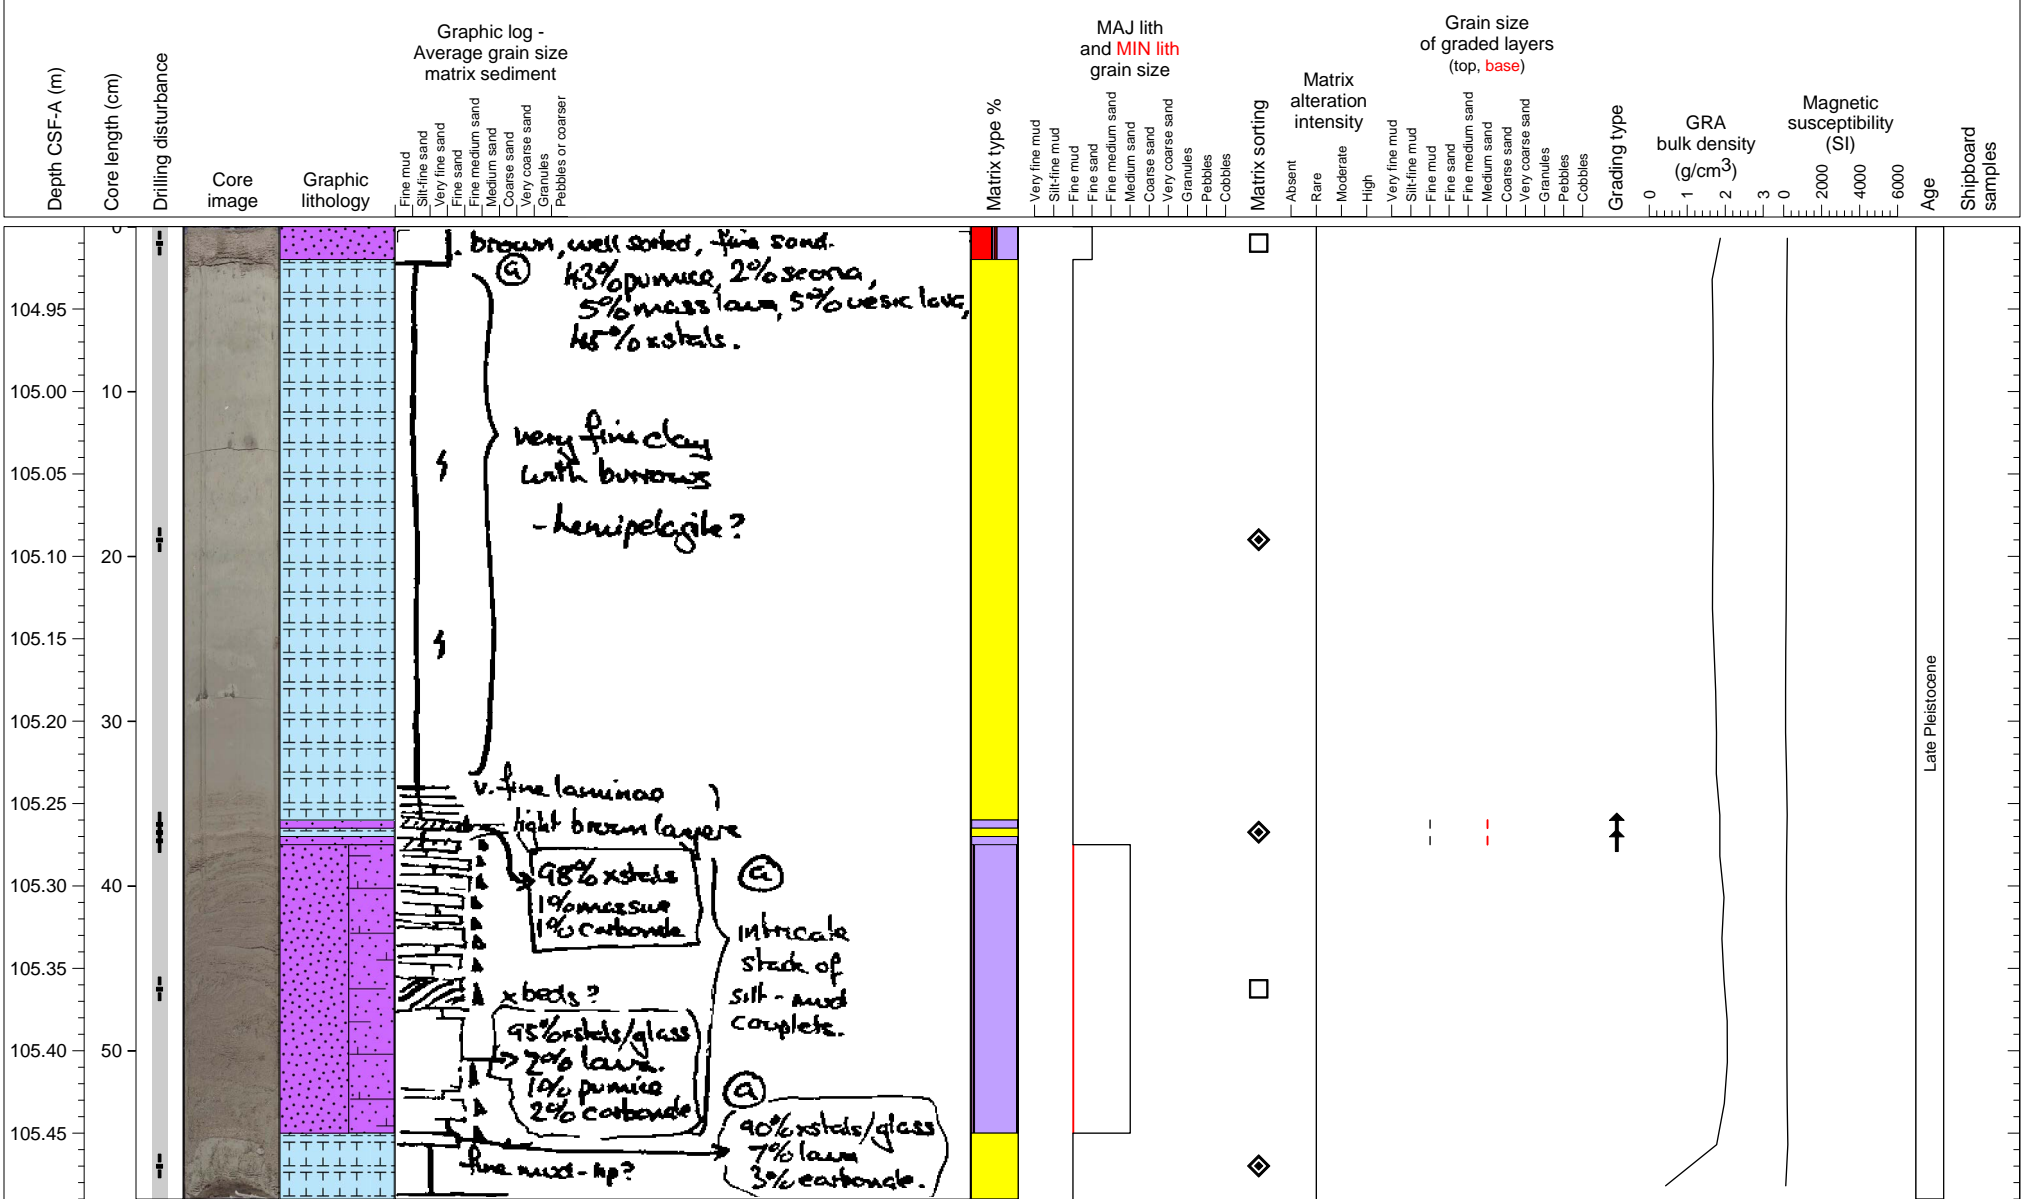 Depth CSF-A (m)
Core length (cm)
Drilling disturbance
Core
image
Graphic
lithology
Graphic log -
Average grain size
matrix sediment
Fine mud
Silt-fine sand
Very fine sand
Fine sand
Fine medium sand
Medium sand
Coarse sand
Very coarse sand
Granules
Pebbles or coarser
Matrix type %
MAJ lith
and MIN lith
grain size
Very fine mud
Silt-fine mud
Fine mud
Fine sand
Fine medium sand
Medium sand
Coarse sand
Very coarse sand
Granules
Pebbles
Cobbles
Matrix sorting
Matrix
alteration
intensity
Absent
Rare
Moderate
High
Grain size
of graded layers
(top, base)
Very fine mud
Silt-fine mud
Fine mud
Fine sand
Fine medium sand
Medium sand
Coarse sand
Very coarse sand
Granules
Pebbles
Cobbles
Grading type
GRA
bulk density
(g/cm3)
0 1 2 3
Magnetic
susceptibility
(SI)
0 2000 4000 6000
Age
Shipboard
samples
0
104.95
105.00 10
105.05
105.10 20
105.15
105.20 30
105.25
105.30 40
105.35
105.40 50
105.45
brown, well sorted, fine sand.
a
43% pumice, 2% scoria,
5% mass lava, 5% vesic lava,
45% xstals.
very fine clay
with burrows
- hemipelagite?
v. fine laminae
light brown layers
98% xstals
1% massive
1% carbonate
a
intricate
stack of
silt-mud
couplets.
x beds?
95% xstals/glass
2% lava.
1% pumice
2% carbonate
a
90% xstals/glass
7% lava
3% carbonate.
fine mud-
Late Pleistocene